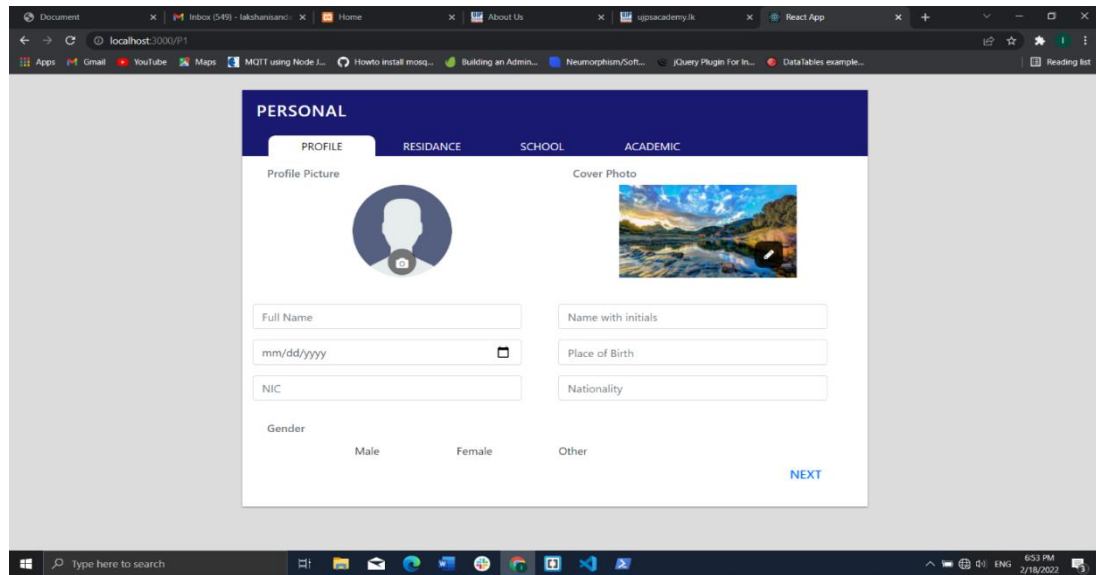 Document
Inbox (549) - lakshanisand
Home
About Us
ujpsacademy.lk
React App
localhost:3000/P1
Apps
Gmail
YouTube
Maps
MQTT using Node J...
Howto install mosq...
Building an Admin...
Neumorphism/Soft...
jQuery Plugin For In...
DataTables example...
Reading list
PERSONAL
PROFILE RESIDANCE SCHOOL ACADEMIC
Profile Picture
Cover Photo
Full Name
Name with initials
mm/dd/yyyy
Place of Birth
NIC
Nationality
Gender
Male Female Other
NEXT
Type here to search
ENG
6:53 PM
2/18/2022